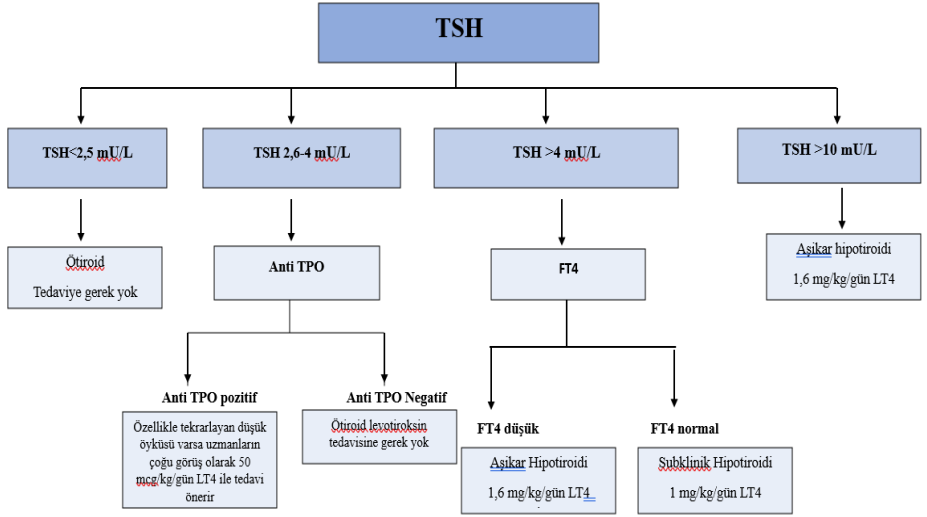 TSH
TSH<2,5 mU/L
TSH 2,6-4 mU/L
TSH >4 mU/L
TSH >10 mU/L
Ötiroid
Tedaviye gerek yok
Anti TPO
FT4
Aşikar hipotiroidi
1,6 mg/kg/gün LT4
Anti TPO pozitif
Özellikle tekrarlayan düşük
öyküsü varsa uzmanların
çoğu görüş olarak 50
mcg/kg/gün LT4 ile tedavi
önerir
Anti TPO Negatif
Ötiroid levotiroksin
tedavisine gerek yok
FT4 düşük
Aşikar Hipotiroidi
1,6 mg/kg/gün LT4
.
FT4 normal
Subklinik Hipotiroidi
1 mg/kg/gün LT4